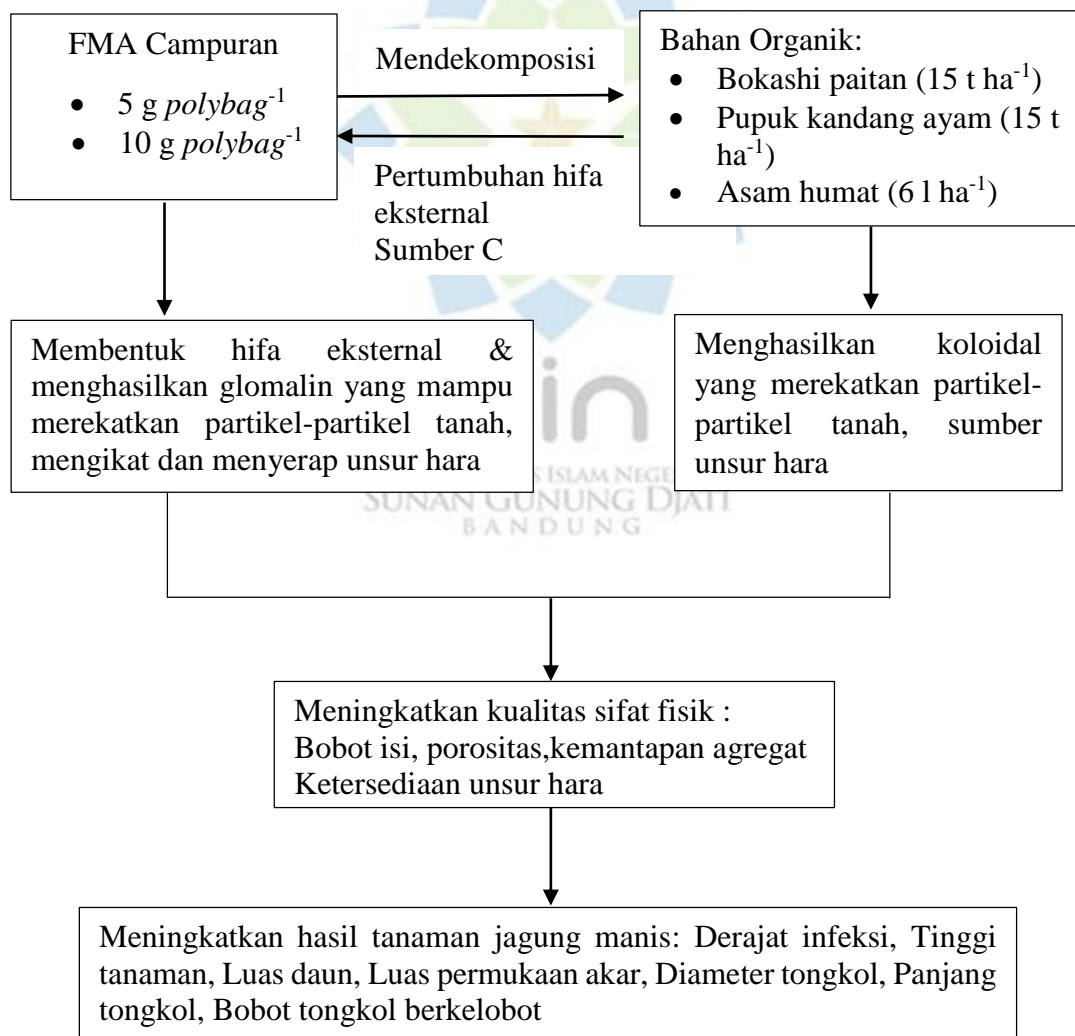 FMA Campuran
• 5 g polybag⁻¹
• 10 g polybag⁻¹
Mendekomposisi
Pertumbuhan hifa
eksternal
Sumber C
Bahan Organik:
• Bokashi paitan (15 t ha⁻¹)
• Pupuk kandang ayam (15 t
ha⁻¹)
• Asam humat (6 l ha⁻¹)
Membentuk hifa eksternal &
menghasilkan glomalin yang mampu
merekatkan partikel-partikel tanah,
mengikat dan menyerap unsur hara
Menghasilkan koloidal
yang merekatkan partikel-
partikel tanah, sumber
unsur hara
in
ISLAM NEGE
SUNAN GUNUNG DJATI
BANDUNG
Meningkatkan kualitas sifat fisik :
Bobot isi, porositas,kemantapan agregat
Ketersediaan unsur hara
Meningkatkan hasil tanaman jagung manis: Derajat infeksi, Tinggi
tanaman, Luas daun, Luas permukaan akar, Diameter tongkol, Panjang
tongkol, Bobot tongkol berkelobot